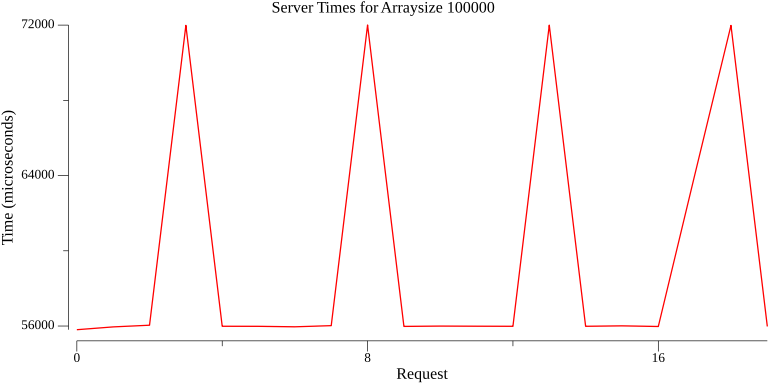 Server Times for Arraysize 100000
72000
64000
56000
Time (microseconds)
0
8
16
Request